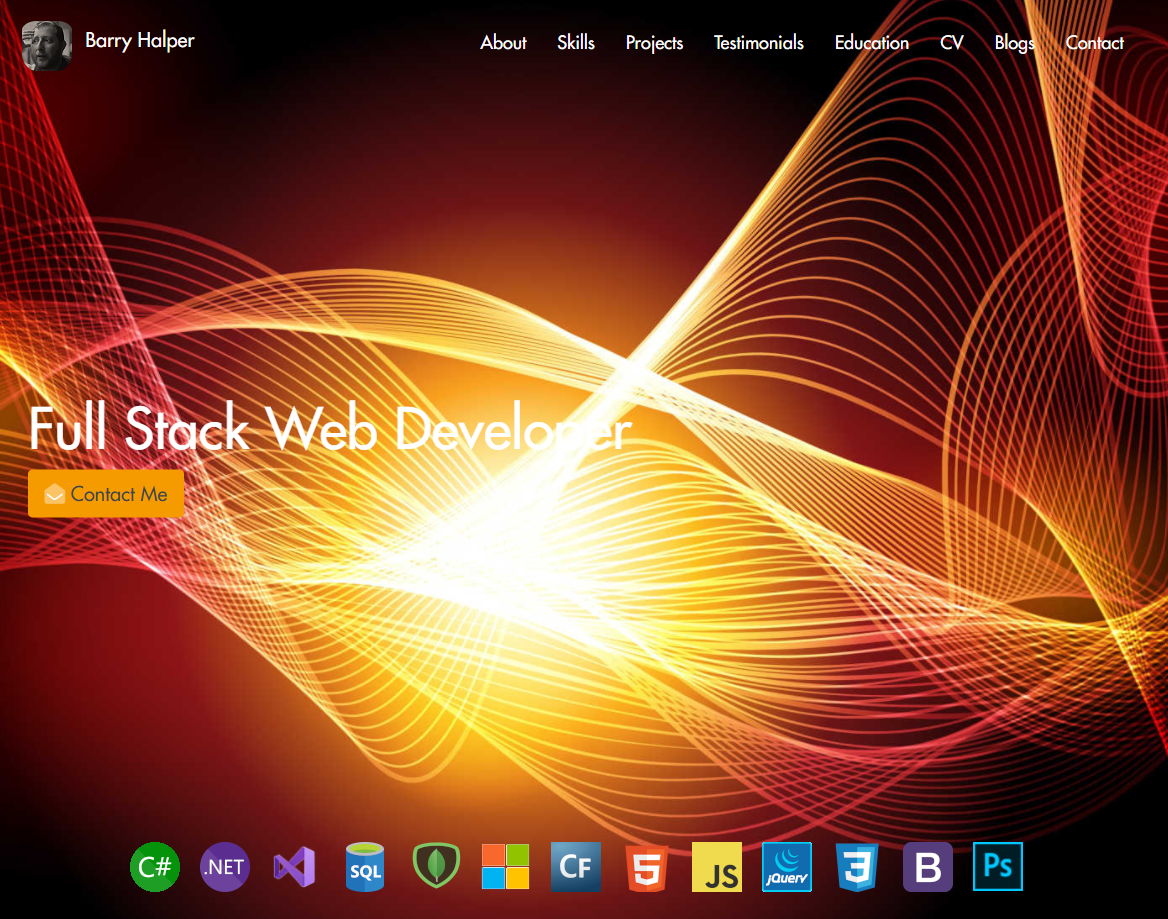 Barry Halper
About Skills Projects Testimonials Education CV Blogs Contact
Full Stack Web Developer
Contact Me
C# .NET SQL CF 5 JS jQuery 3 B Ps